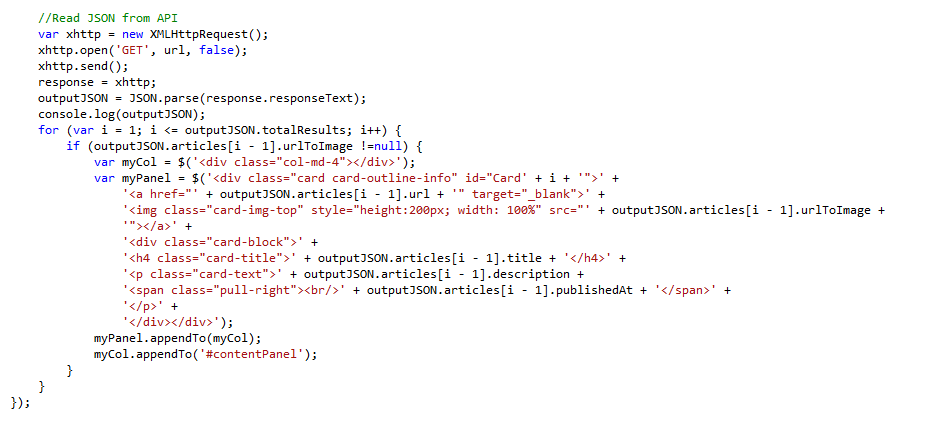 //Read JSON from API
var xhttp = new XMLHttpRequest();
xhttp.open('GET', url, false);
xhttp.send();
response = xhttp;
outputJSON = JSON.parse(response.responseText);
console.log(outputJSON);
for (var i = 1; i <= outputJSON.totalResults; i++) {
if (outputJSON.articles[i - 1].urlToImage !=null) {
var myCol = $('<div class="col-md-4"></div>');
var myPanel = $('<div class="card card-outline-info" id="Card' + i + '">' +
'<a href="' + outputJSON.articles[i - 1].url + '" target="_blank">' +
'<img class="card-img-top" style="height:200px; width: 100%" src="' + outputJSON.articles[i - 1].urlToImage +
'"></a>' +
'<div class="card-block">' +
'<h4 class="card-title">' + outputJSON.articles[i - 1].title + '</h4>' +
'<p class="card-text">' + outputJSON.articles[i - 1].description +
'<span class="pull-right"><br/>' + outputJSON.articles[i - 1].publishedAt + '</span>' +
'</p>' +
'</div></div>');
myPanel.appendTo(myCol);
myCol.appendTo('#contentPanel');
}
}
});